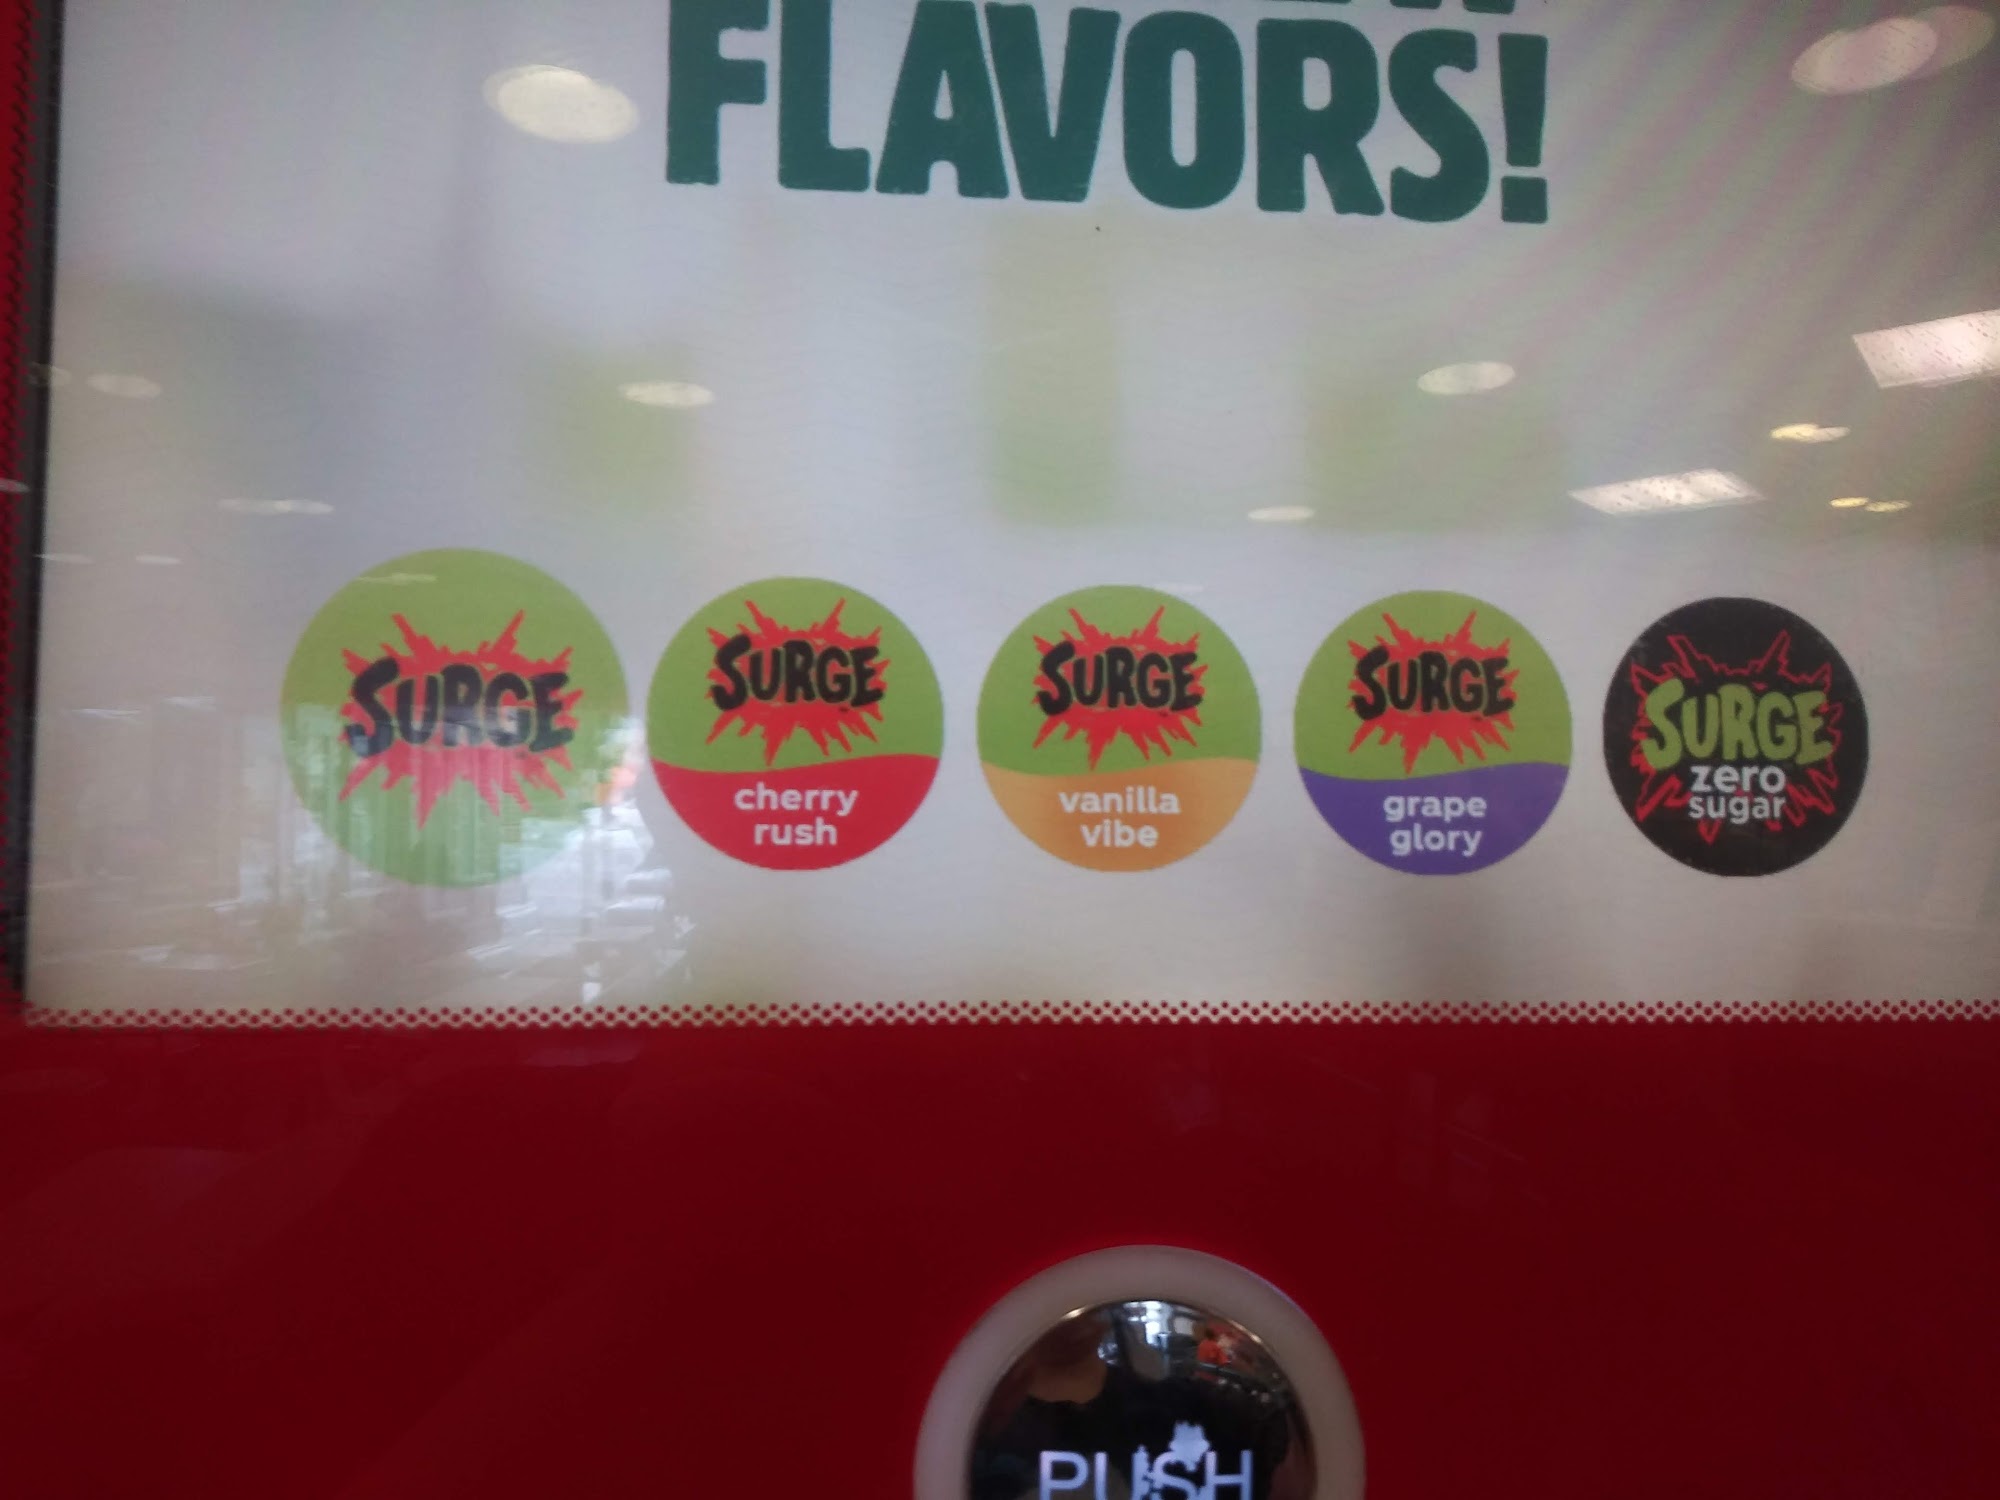 FLAVORS!
SURGE
SURGE
cherry
rush
SURGE
vanilla
vibe
SURGE
grape
glory
SURGE
zero
sugar
PUSH